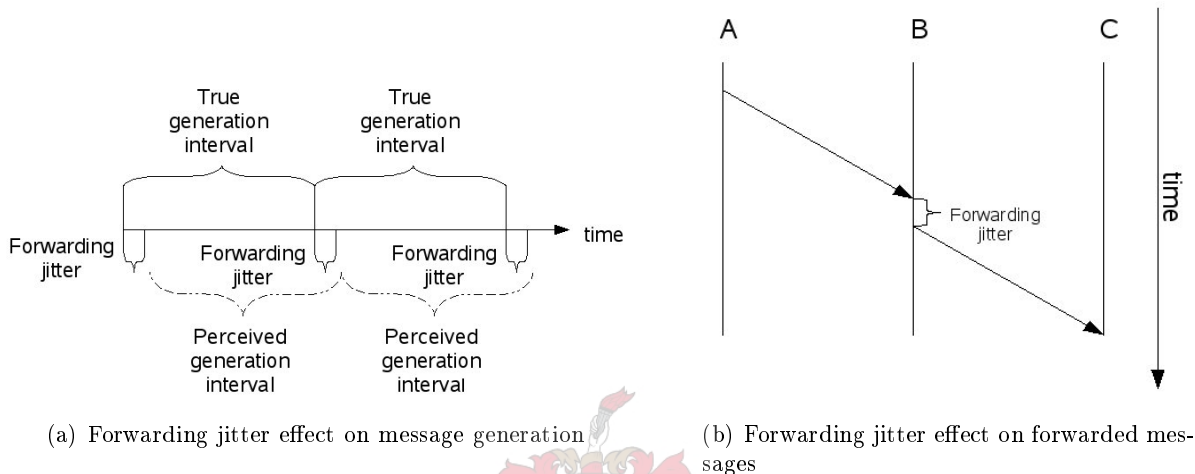 True
generation
interval
True
generation
interval
time
Forwarding
jitter
Forwarding
jitter
Forwarding
jitter
Perceived
generation
interval
Perceived
generation
interval
(a) Forwarding jitter effect on message generation
A
B
C
Forwarding
jitter
time
(b) Forwarding jitter effect on forwarded mes-
sages